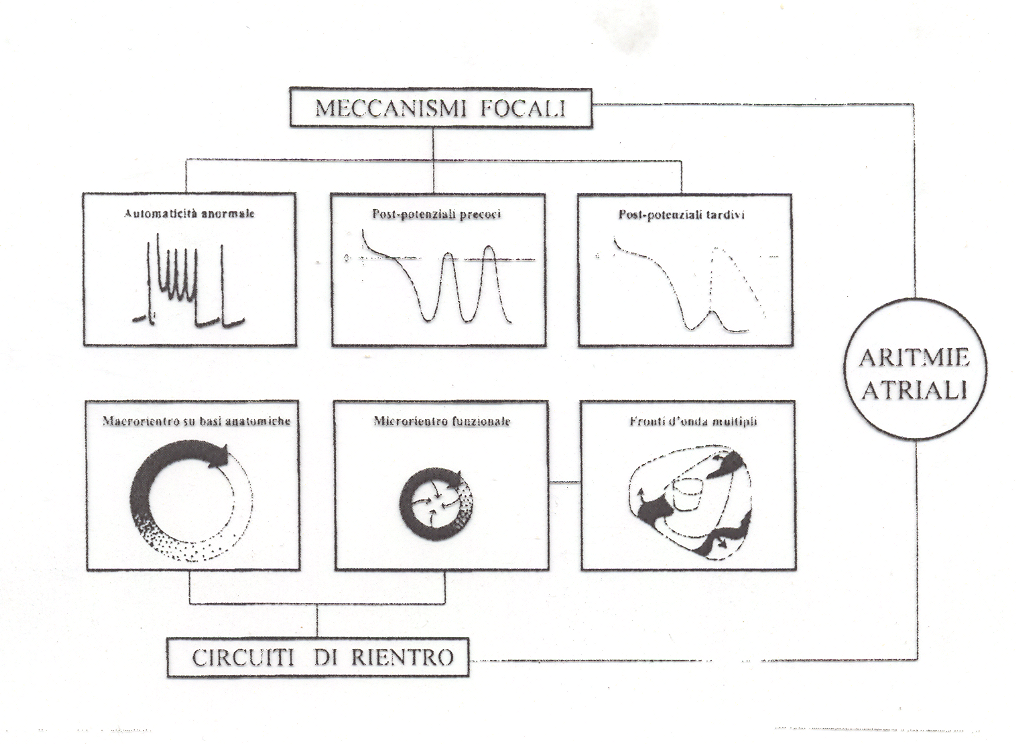 MECCANISMI FOCALI
Automaticità anormale
Post-potenziali precoci
Post-potenziali tardivi
0
ARITMIE
ATRIALI
Macrorientro su basi anatomiche
Microrientro funzionale
Fronti d'onda multipli
CIRCUITI DI RIENTRO